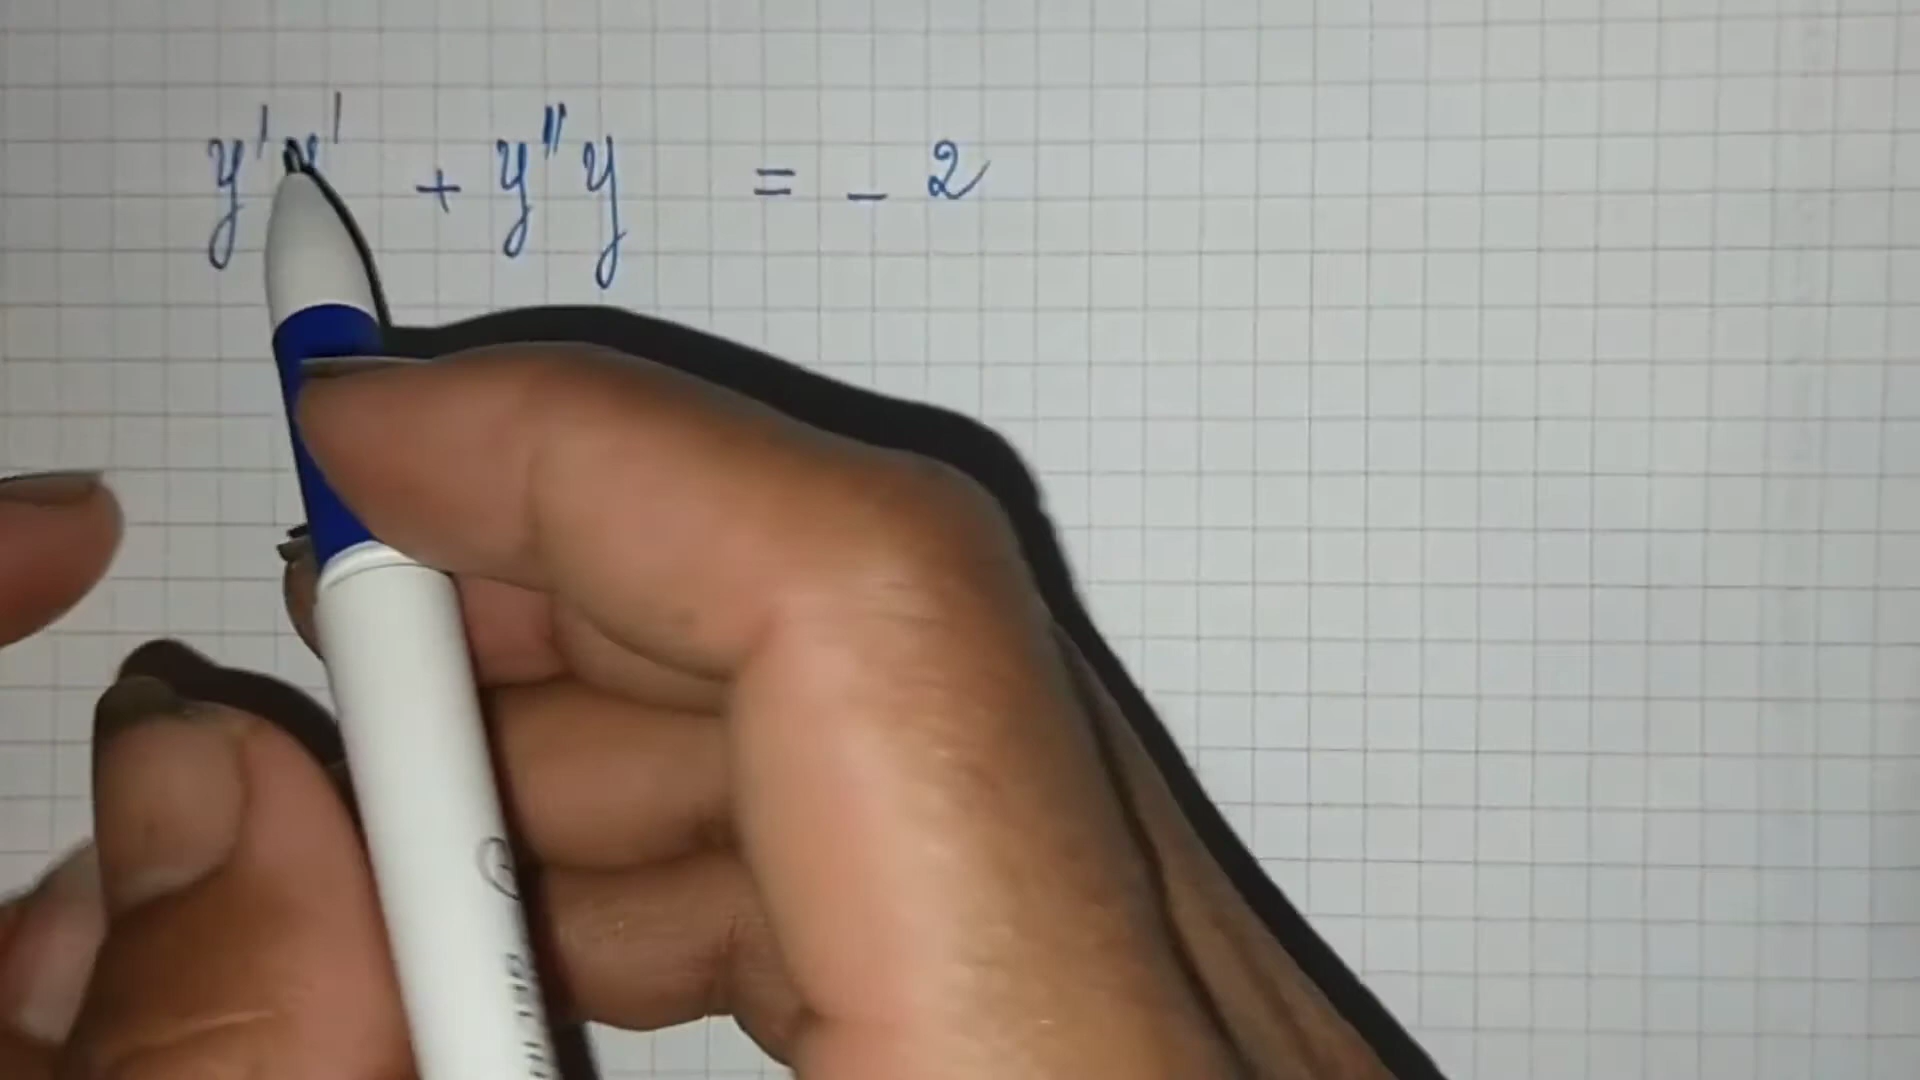 y'y' + y''y = - 2